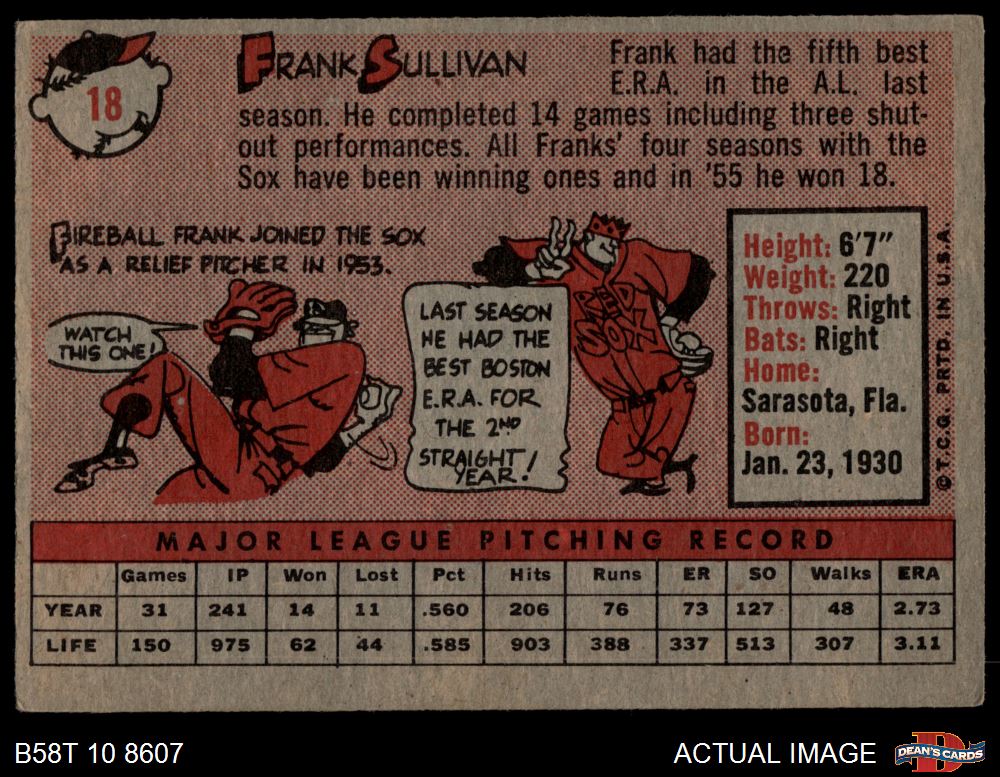 18
FRANK SULLIVAN
Frank had the fifth best
E.R.A. in the A.L. last
season. He completed 14 games including three shut-
out performances. All Franks' four seasons with the
Sox have been winning ones and in '55 he won 18.
FIREBALL FRANK JOINED THE SOX
AS A RELIEF PITCHER IN 1953.
WATCH
THIS ONE!
LAST SEASON
HE HAD THE
BEST BOSTON
E.R.A. FOR
THE 2ND
STRAIGHT
YEAR!
RED
SOX
Height: 6'7"
Weight: 220
Throws: Right
Bats: Right
Home:
Sarasota, Fla.
Born:
Jan. 23, 1930
© T.C.G. PRTD. IN U.S.A.
MAJOR LEAGUE PITCHING RECORD
Games IP Won Lost Pct Hits Runs ER SO Walks ERA
YEAR 31 241 14 11 .560 206 76 73 127 48 2.73
LIFE 150 975 62 44 .585 903 388 337 513 307 3.11
B58T 10 8607
ACTUAL IMAGE
D
DEAN'S CARDS